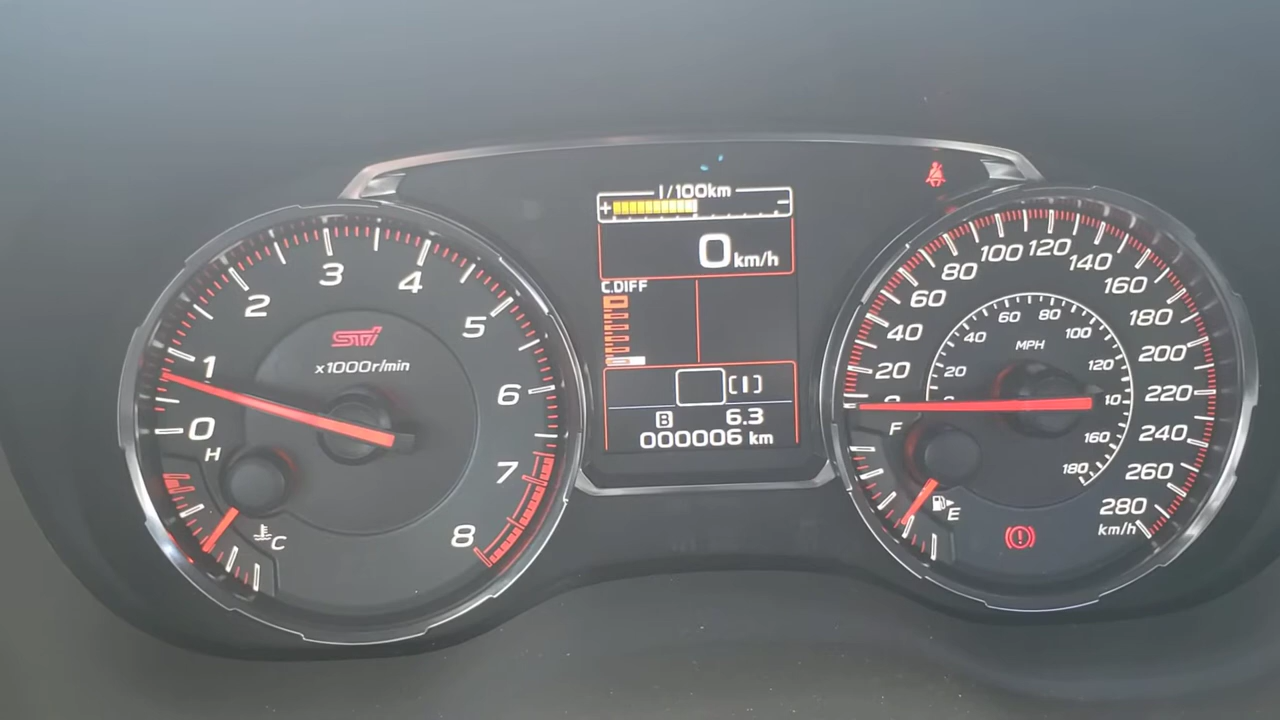 l/100km
+ −
0 km/h
C.DIFF
[I]
B 6.3
000006 km
STI
x1000r/min
0
1
2
3
4
5
6
7
8
H
C
20
40
60
80
100
120
140
160
180
200
220
240
260
280
km/h
MPH
20
40
60
80
100
120
160
180
F
E